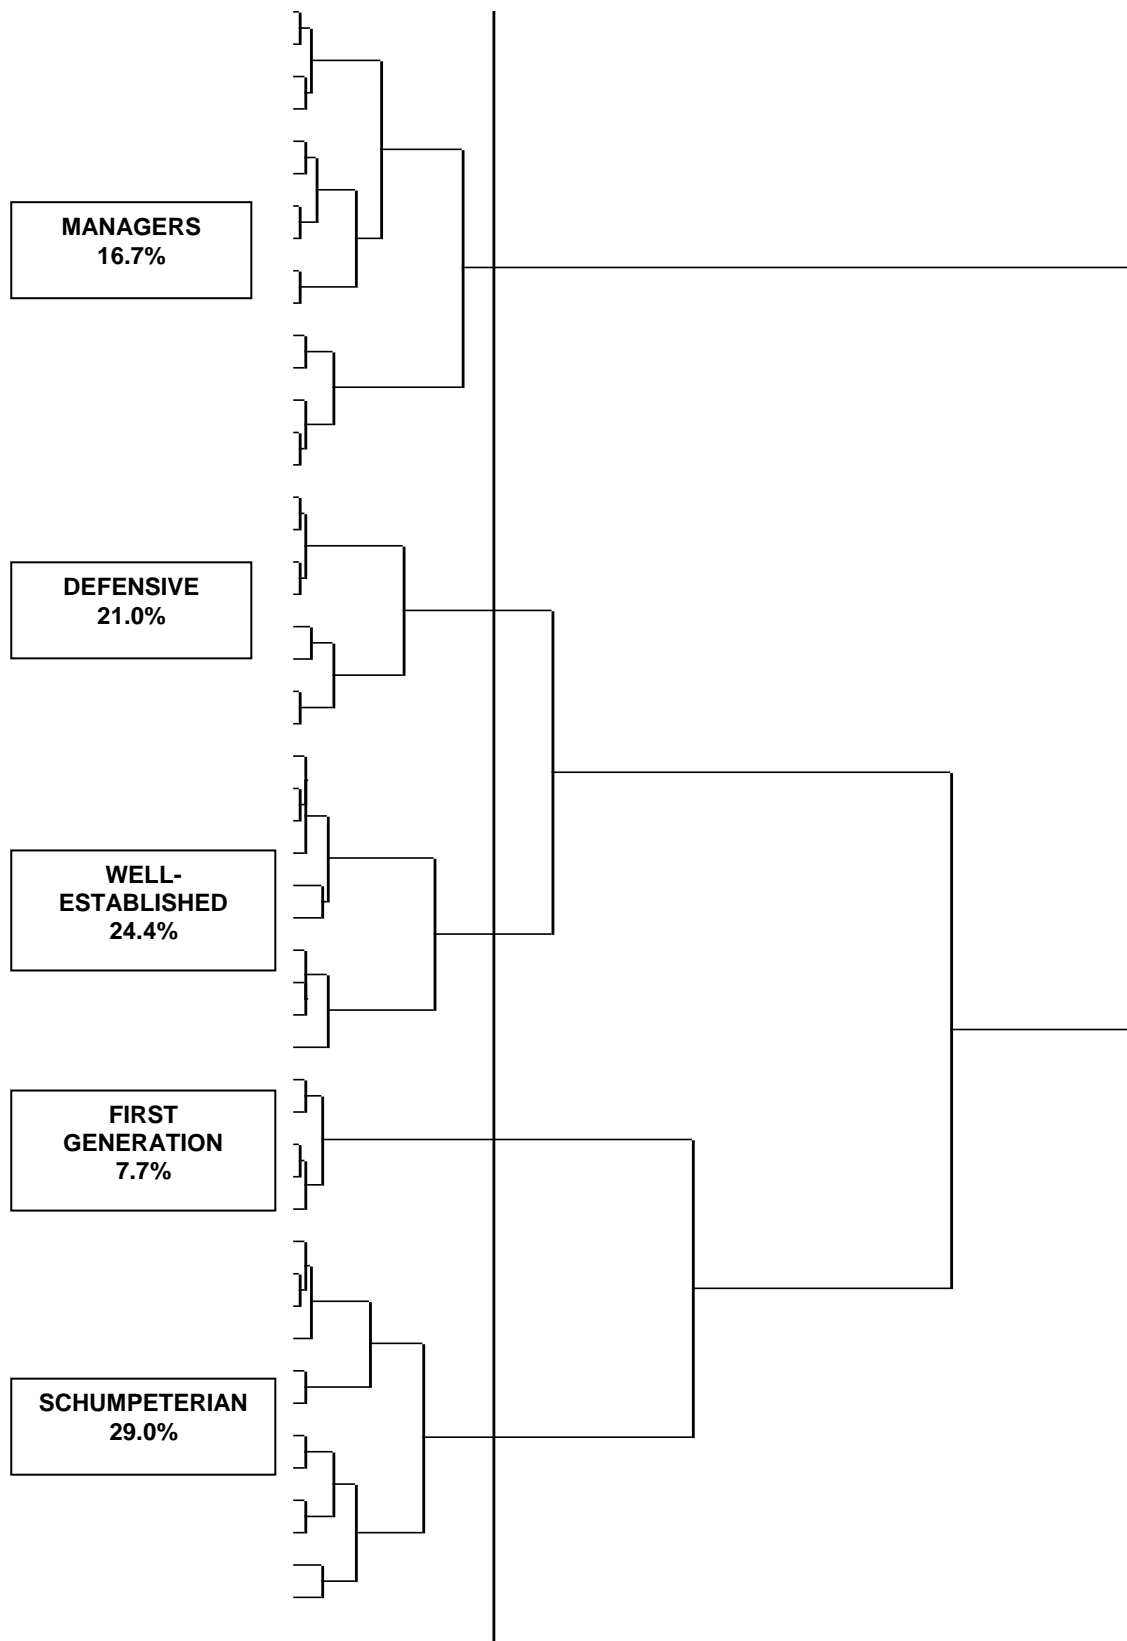 MANAGERS
16.7%
DEFENSIVE
21.0%
WELL-
ESTABLISHED
24.4%
FIRST
GENERATION
7.7%
SCHUMPETERIAN
29.0%